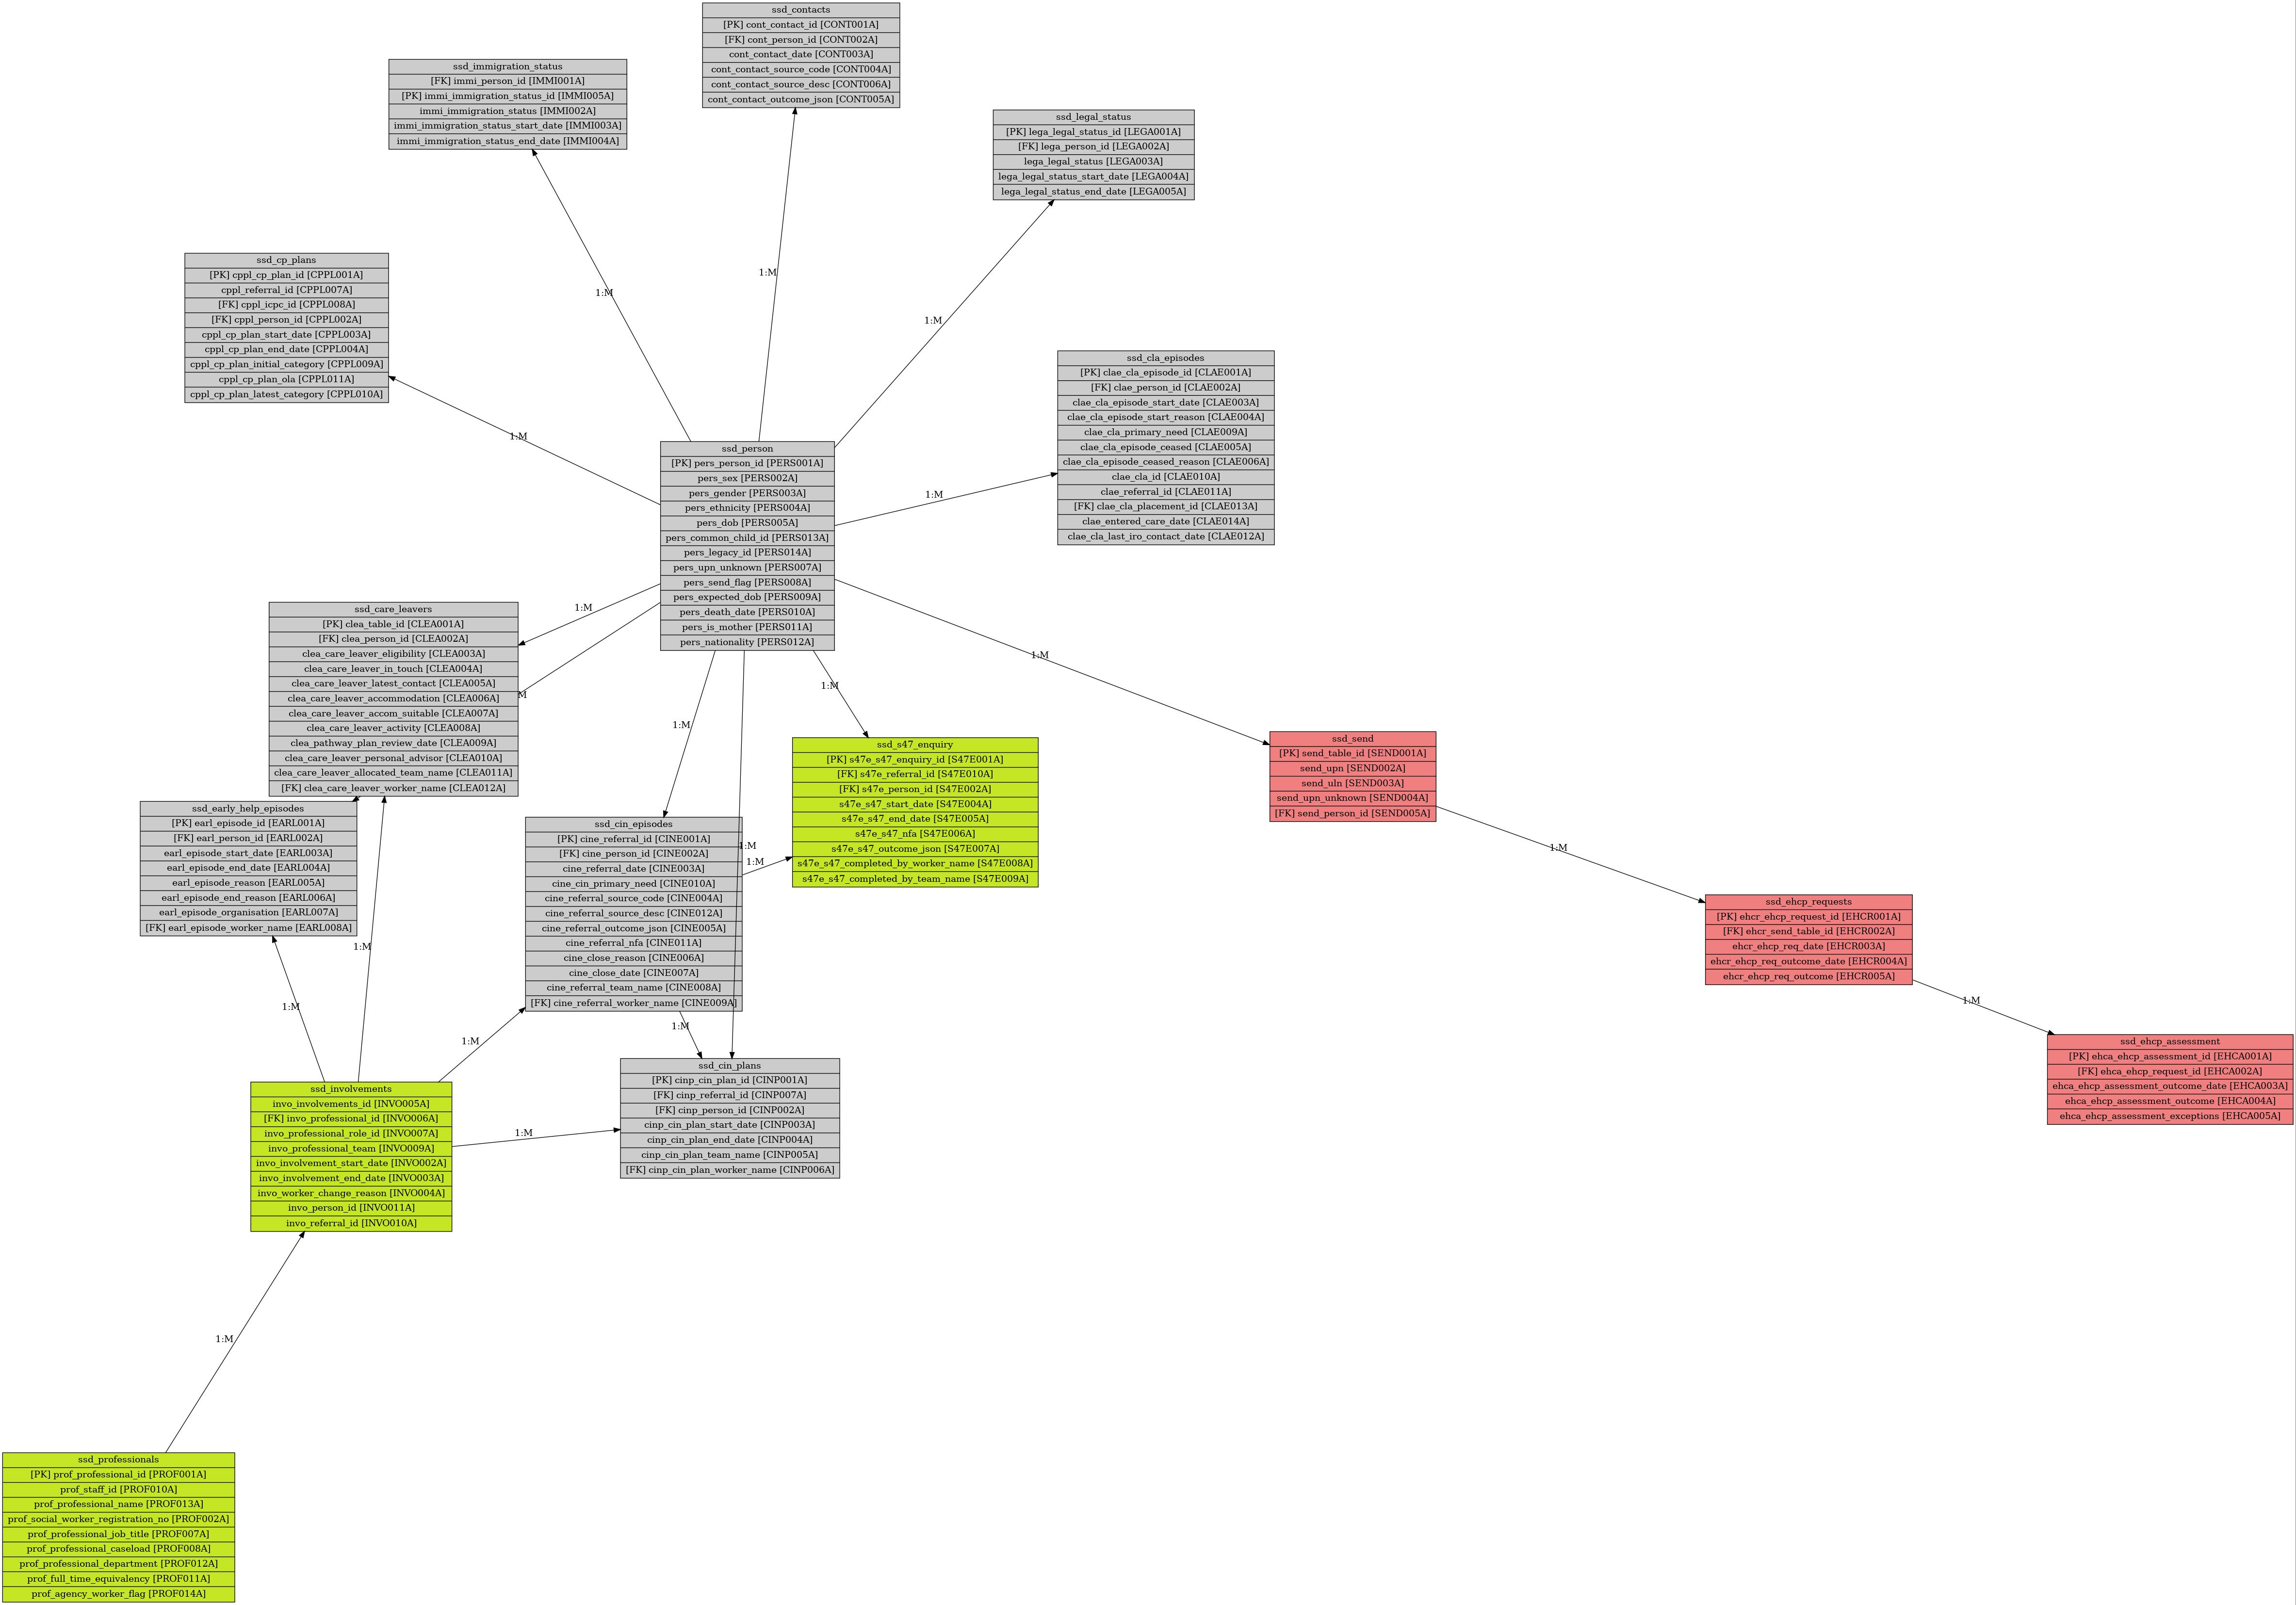 ssd_contacts
[PK] cont_contact_id [CONT001A]
[FK] cont_person_id [CONT002A]
cont_contact_date [CONT003A]
cont_contact_source_code [CONT004A]
cont_contact_source_desc [CONT006A]
cont_contact_outcome_json [CONT005A]
ssd_immigration_status
[FK] immi_person_id [IMMI001A]
[PK] immi_immigration_status_id [IMMI005A]
immi_immigration_status [IMMI002A]
immi_immigration_status_start_date [IMMI003A]
immi_immigration_status_end_date [IMMI004A]
ssd_legal_status
[PK] lega_legal_status_id [LEGA001A]
[FK] lega_person_id [LEGA002A]
lega_legal_status [LEGA003A]
lega_legal_status_start_date [LEGA004A]
lega_legal_status_end_date [LEGA005A]
1:M
1:M
1:M
ssd_cp_plans
[PK] cppl_cp_plan_id [CPPL001A]
cppl_referral_id [CPPL007A]
[FK] cppl_icpc_id [CPPL008A]
[FK] cppl_person_id [CPPL002A]
cppl_cp_plan_start_date [CPPL003A]
cppl_cp_plan_end_date [CPPL004A]
cppl_cp_plan_initial_category [CPPL009A]
cppl_cp_plan_ola [CPPL011A]
cppl_cp_plan_latest_category [CPPL010A]
1:M
ssd_cla_episodes
[PK] clae_cla_episode_id [CLAE001A]
[FK] clae_person_id [CLAE002A]
clae_cla_episode_start_date [CLAE003A]
clae_cla_episode_start_reason [CLAE004A]
clae_cla_primary_need [CLAE009A]
clae_cla_episode_ceased [CLAE005A]
clae_cla_episode_ceased_reason [CLAE006A]
clae_cla_id [CLAE010A]
clae_referral_id [CLAE011A]
[FK] clae_cla_placement_id [CLAE013A]
clae_entered_care_date [CLAE014A]
clae_cla_last_iro_contact_date [CLAE012A]
1:M
ssd_person
[PK] pers_person_id [PERS001A]
pers_sex [PERS002A]
pers_gender [PERS003A]
pers_ethnicity [PERS004A]
pers_dob [PERS005A]
pers_common_child_id [PERS013A]
pers_legacy_id [PERS014A]
pers_upn_unknown [PERS007A]
pers_send_flag [PERS008A]
pers_expected_dob [PERS009A]
pers_death_date [PERS010A]
pers_is_mother [PERS011A]
pers_nationality [PERS012A]
1:M
1:M
M
1:M
1:M
1:M
ssd_care_leavers
[PK] clea_table_id [CLEA001A]
[FK] clea_person_id [CLEA002A]
clea_care_leaver_eligibility [CLEA003A]
clea_care_leaver_in_touch [CLEA004A]
clea_care_leaver_latest_contact [CLEA005A]
clea_care_leaver_accommodation [CLEA006A]
clea_care_leaver_accom_suitable [CLEA007A]
clea_care_leaver_activity [CLEA008A]
clea_pathway_plan_review_date [CLEA009A]
clea_care_leaver_personal_advisor [CLEA010A]
clea_care_leaver_allocated_team_name [CLEA011A]
[FK] clea_care_leaver_worker_name [CLEA012A]
ssd_s47_enquiry
[PK] s47e_s47_enquiry_id [S47E001A]
[FK] s47e_referral_id [S47E010A]
[FK] s47e_person_id [S47E002A]
s47e_s47_start_date [S47E004A]
s47e_s47_end_date [S47E005A]
s47e_s47_nfa [S47E006A]
s47e_s47_outcome_json [S47E007A]
s47e_s47_completed_by_worker_name [S47E008A]
s47e_s47_completed_by_team_name [S47E009A]
ssd_send
[PK] send_table_id [SEND001A]
send_upn [SEND002A]
send_uln [SEND003A]
send_upn_unknown [SEND004A]
[FK] send_person_id [SEND005A]
1:M
ssd_early_help_episodes
[PK] earl_episode_id [EARL001A]
[FK] earl_person_id [EARL002A]
earl_episode_start_date [EARL003A]
earl_episode_end_date [EARL004A]
earl_episode_reason [EARL005A]
earl_episode_end_reason [EARL006A]
earl_episode_organisation [EARL007A]
[FK] earl_episode_worker_name [EARL008A]
ssd_cin_episodes
[PK] cine_referral_id [CINE001A]
[FK] cine_person_id [CINE002A]
cine_referral_date [CINE003A]
cine_cin_primary_need [CINE010A]
cine_referral_source_code [CINE004A]
cine_referral_source_desc [CINE012A]
cine_referral_outcome_json [CINE005A]
cine_referral_nfa [CINE011A]
cine_close_reason [CINE006A]
cine_close_date [CINE007A]
cine_referral_team_name [CINE008A]
[FK] cine_referral_worker_name [CINE009A]
1:M
1:M
ssd_ehcp_requests
[PK] ehcr_ehcp_request_id [EHCR001A]
[FK] ehcr_send_table_id [EHCR002A]
ehcr_ehcp_req_date [EHCR003A]
ehcr_ehcp_req_outcome_date [EHCR004A]
ehcr_ehcp_req_outcome [EHCR005A]
1:M
1:M
1:M
1:M
1:M
ssd_ehcp_assessment
[PK] ehca_ehcp_assessment_id [EHCA001A]
[FK] ehca_ehcp_request_id [EHCA002A]
ehca_ehcp_assessment_outcome_date [EHCA003A]
ehca_ehcp_assessment_outcome [EHCA004A]
ehca_ehcp_assessment_exceptions [EHCA005A]
ssd_cin_plans
[PK] cinp_cin_plan_id [CINP001A]
[FK] cinp_referral_id [CINP007A]
[FK] cinp_person_id [CINP002A]
cinp_cin_plan_start_date [CINP003A]
cinp_cin_plan_end_date [CINP004A]
cinp_cin_plan_team_name [CINP005A]
[FK] cinp_cin_plan_worker_name [CINP006A]
ssd_involvements
invo_involvements_id [INVO005A]
[FK] invo_professional_id [INVO006A]
invo_professional_role_id [INVO007A]
invo_professional_team [INVO009A]
invo_involvement_start_date [INVO002A]
invo_involvement_end_date [INVO003A]
invo_worker_change_reason [INVO004A]
invo_person_id [INVO011A]
invo_referral_id [INVO010A]
1:M
1:M
ssd_professionals
[PK] prof_professional_id [PROF001A]
prof_staff_id [PROF010A]
prof_professional_name [PROF013A]
prof_social_worker_registration_no [PROF002A]
prof_professional_job_title [PROF007A]
prof_professional_caseload [PROF008A]
prof_professional_department [PROF012A]
prof_full_time_equivalency [PROF011A]
prof_agency_worker_flag [PROF014A]